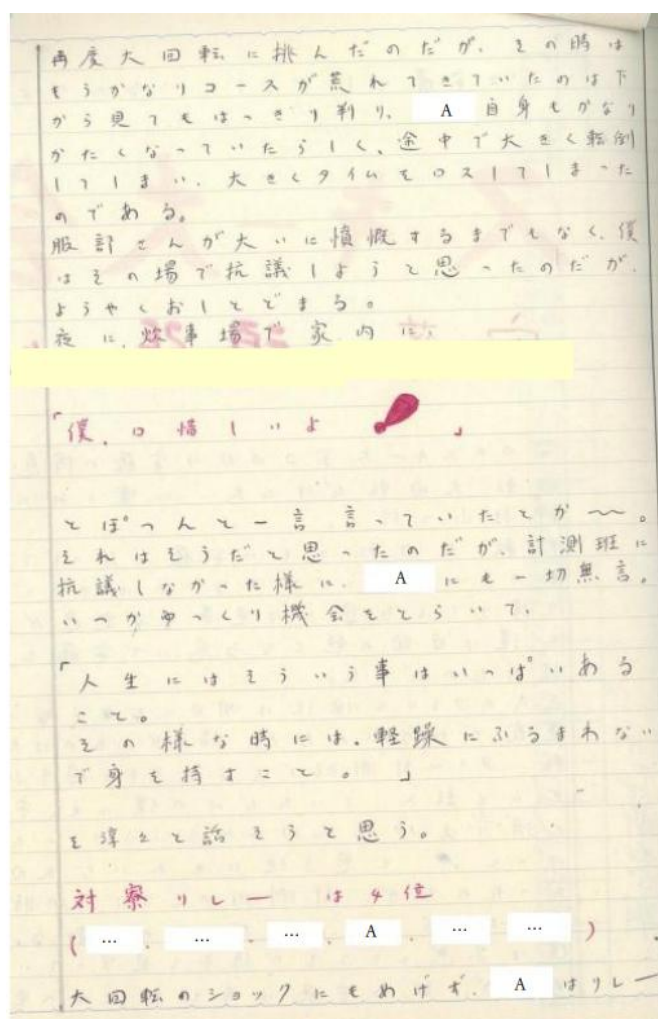 再度大回転に挑んだのだが、その時は
もうかなりコースが荒れてきていたのは下
から見てもはっきり判り、A自身もかなり
かたくなっていたらしく、途中で大きく転倒
してしまい、大きくタイムをロスしてしまった
のである。
服部さんが大いに憤慨するまでもなく、僕
はその場で抗議しようと思ったのだが、
ようやくおしとどまる。
夜に、炊事場で家内に、
「僕、口惜しいよ！」
とぽつんと一言言っていたとか〜。
それはそうだと思ったのだが、計測班に
抗議しなかった様に、Aにも一切無言。
いつかゆっくり機会をとらいて、
「人生にはそういう事はいっぱいある
こと。
その様な時には、軽躁にふるまわない
で身を持すこと。」
を淳々と話そうと思う。
対寮リレーは4位
(…、…、…、A、…、…)
大回転のショックにもめげず、Aはリレー